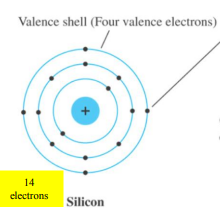 Valence shell (Four valence electrons)
+
14
electrons
Silicon